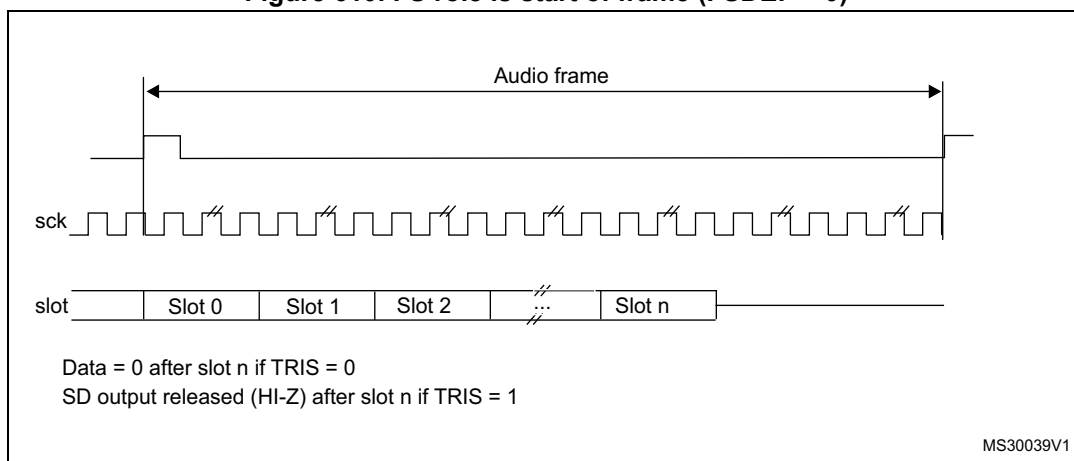 Audio frame
sck
slot
Slot 0
Slot 1
Slot 2
...
Slot n
Data = 0 after slot n if TRIS = 0
SD output released (HI-Z) after slot n if TRIS = 1
MS30039V1